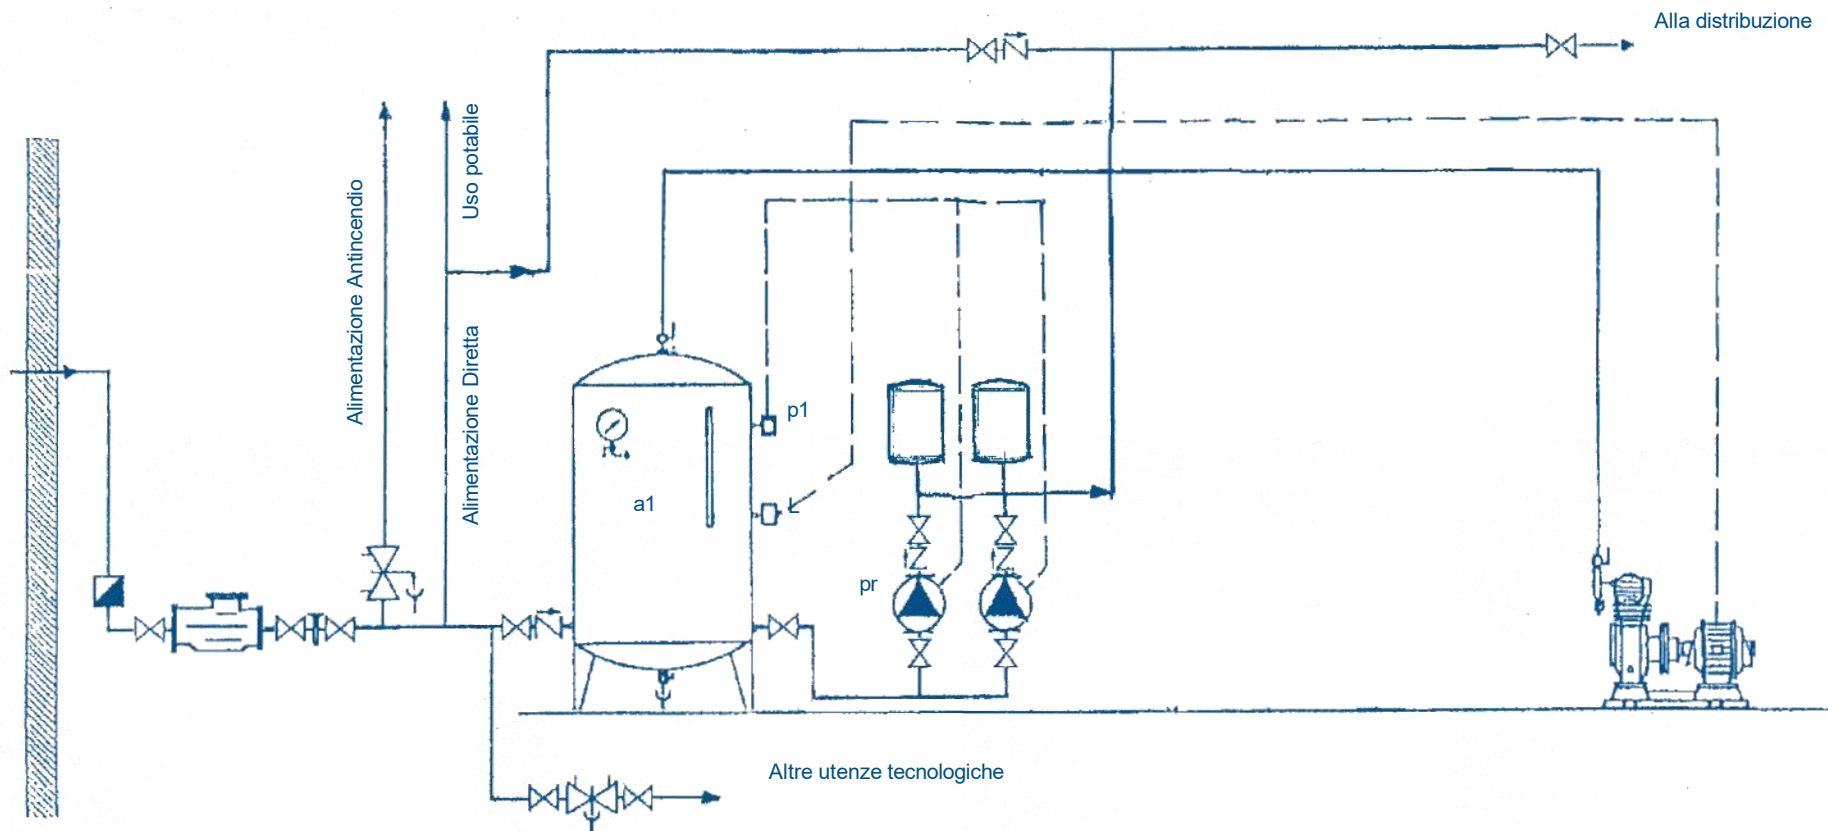 Alla distribuzione
Uso potabile
Alimentazione Antincendio
Alimentazione Diretta
p1
a1
L
pr
Altre utenze tecnologiche